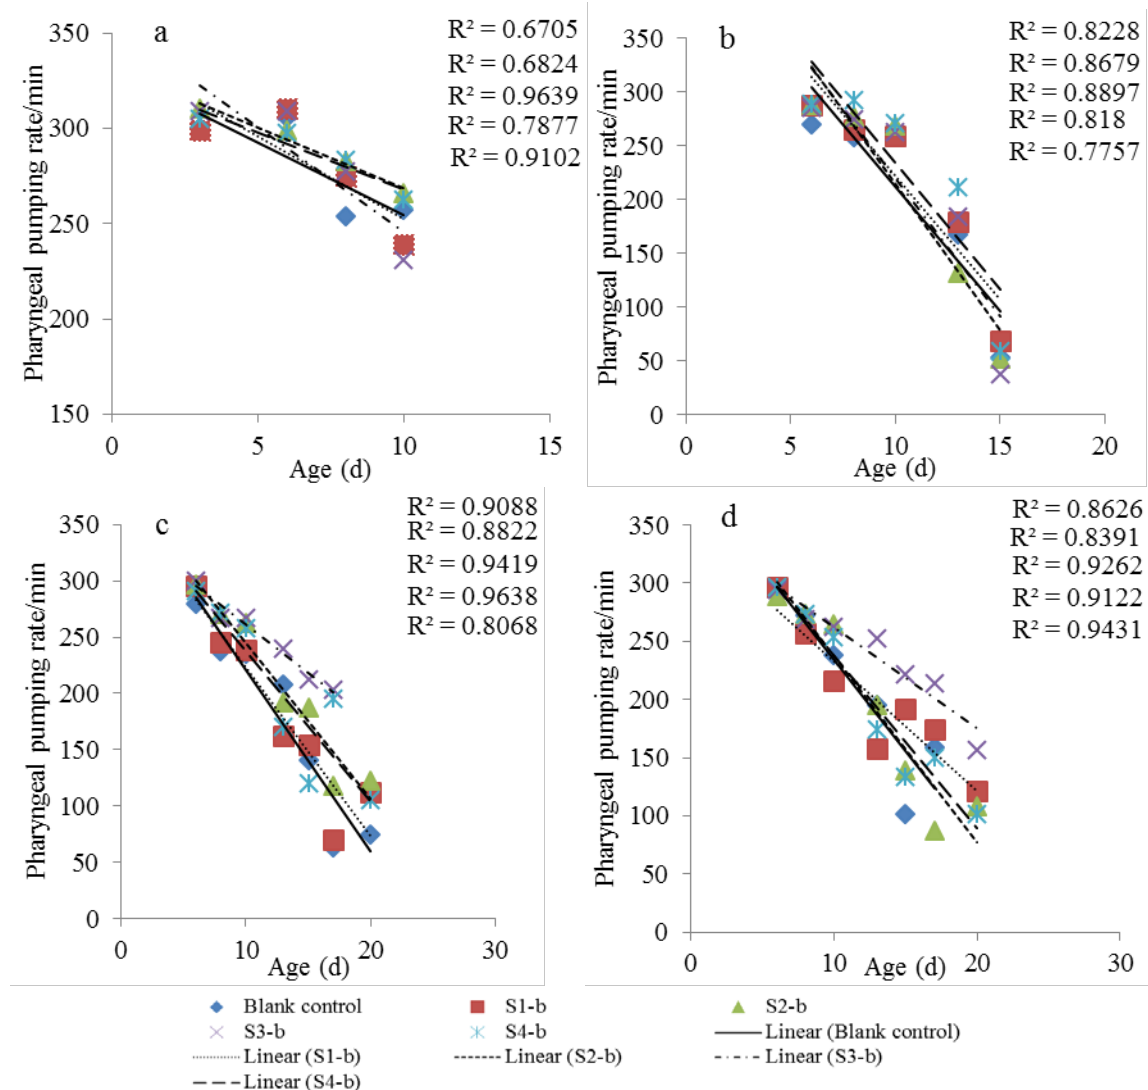 a
R² = 0.6705
R² = 0.6824
R² = 0.9639
R² = 0.7877
R² = 0.9102
Pharyngeal pumping rate/min
350
300
250
200
150
0
5
10
15
Age (d)
b
R² = 0.8228
R² = 0.8679
R² = 0.8897
R² = 0.818
R² = 0.7757
Pharyngeal pumping rate/min
350
300
250
200
150
100
50
0
0
5
10
15
20
Age (d)
c
R² = 0.9088
R² = 0.8822
R² = 0.9419
R² = 0.9638
R² = 0.8068
Pharyngeal pumping rate/min
350
300
250
200
150
100
50
0
0
10
20
30
Age (d)
d
R² = 0.8626
R² = 0.8391
R² = 0.9262
R² = 0.9122
R² = 0.9431
Pharyngeal pumping rate/min
350
300
250
200
150
100
50
0
0
10
20
30
Age (d)
Blank control
S1-b
S2-b
S3-b
S4-b
Linear (Blank control)
Linear (S1-b)
Linear (S2-b)
Linear (S3-b)
Linear (S4-b)